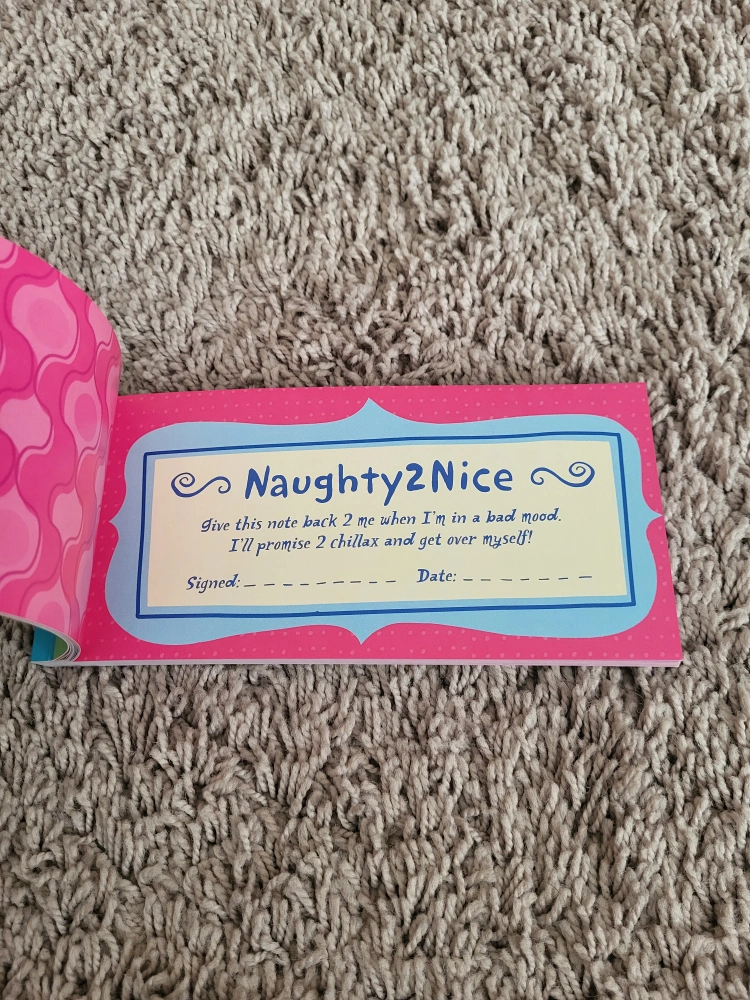 Naughty2Nice
Give this note back 2 me when I'm in a bad mood.
I'll promise 2 chillax and get over myself!
Signed: _ _ _ _ _ _ _ _ _ Date: _ _ _ _ _ _ _